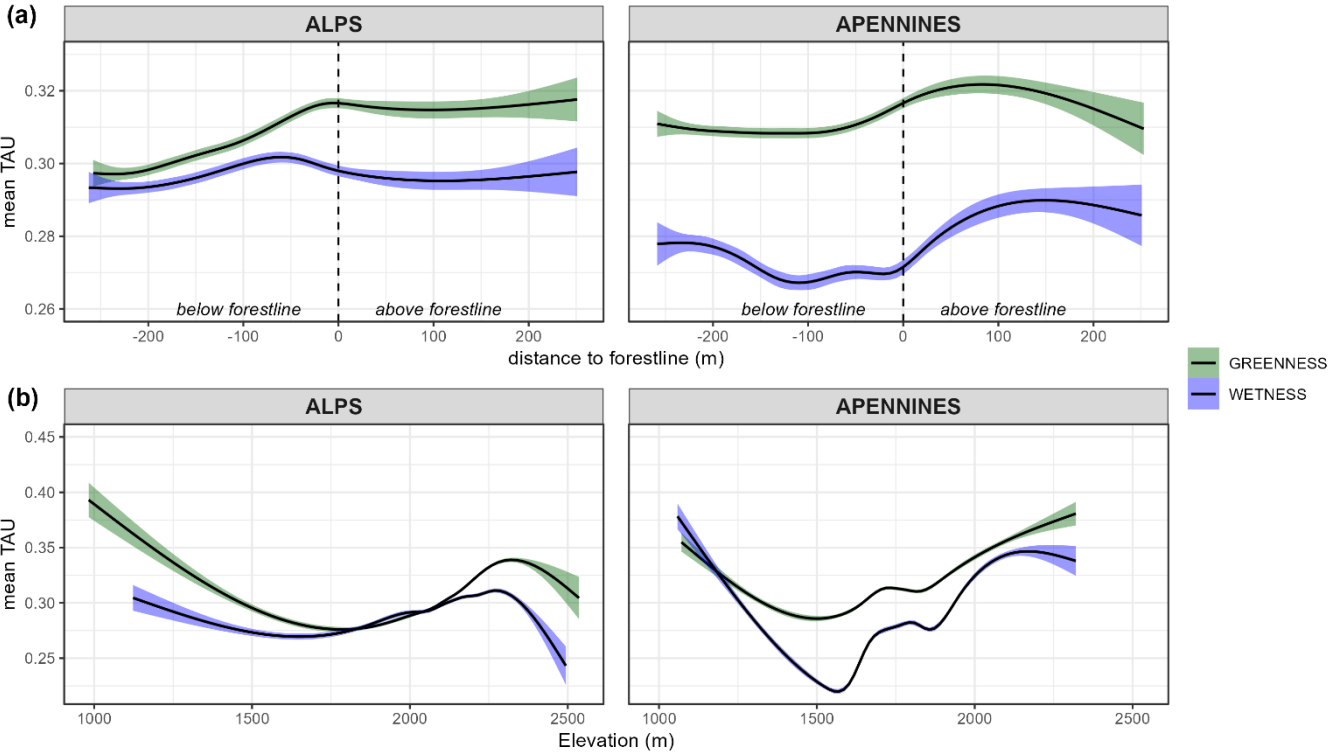 (a)
ALPS
APENNINES
mean TAU
0.32
0.30
0.28
0.26
below forestline
above forestline
below forestline
above forestline
-200
-100
0
100
200
-200
-100
0
100
200
distance to forestline (m)
GREENNESS
WETNESS
(b)
ALPS
APENNINES
mean TAU
0.45
0.40
0.35
0.30
0.25
1000
1500
2000
2500
1000
1500
2000
2500
Elevation (m)